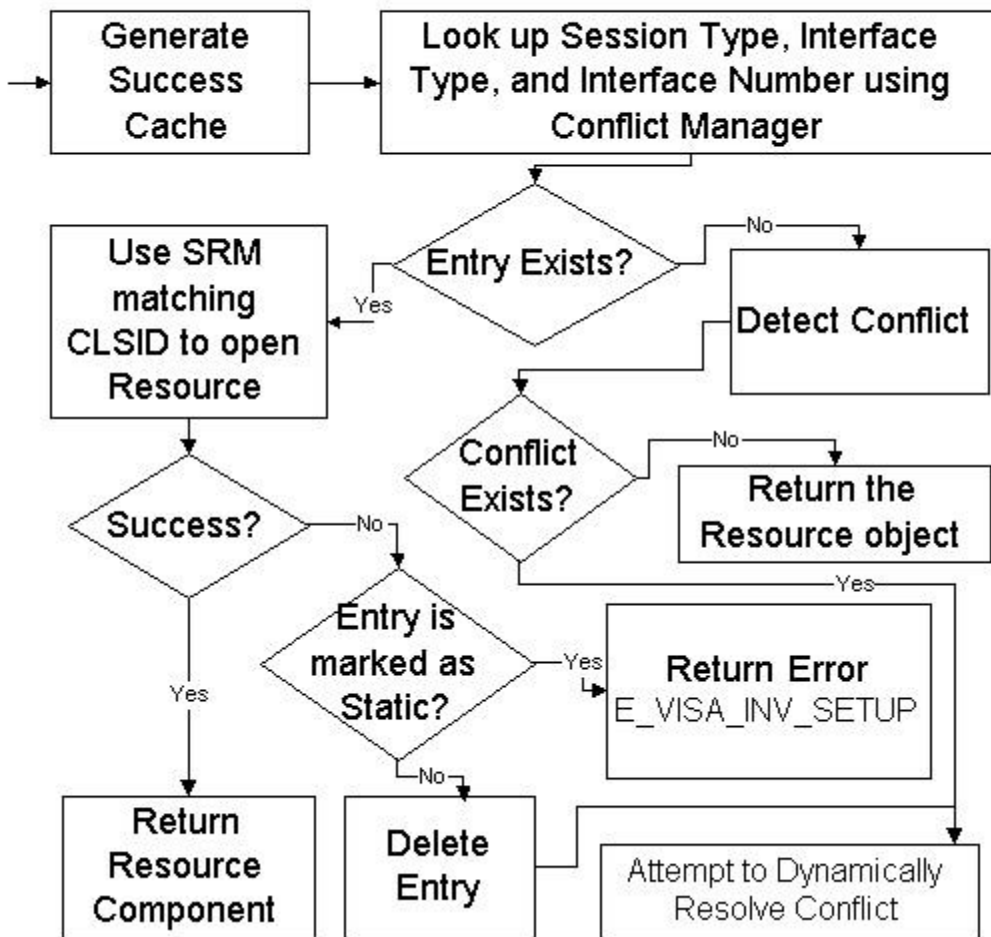 Generate
Success
Cache
Look up Session Type, Interface
Type, and Interface Number using
Conflict Manager
Entry Exists?
No
Yes
Use SRM
matching
CLSID to open
Resource
Detect Conflict
Conflict
Exists?
No
Return the
Resource object
Yes
Success?
No
Yes
Entry is
marked as
Static?
Yes
Return Error
E_VISA_INV_SETUP
No
Return
Resource
Component
Delete
Entry
Attempt to Dynamically
Resolve Conflict